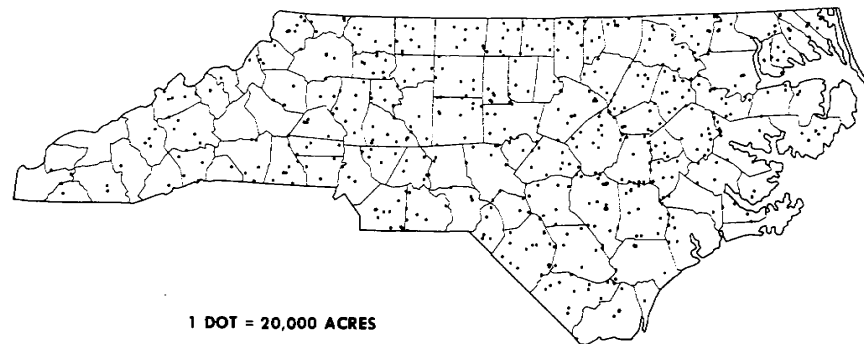 1 DOT = 20,000 ACRES